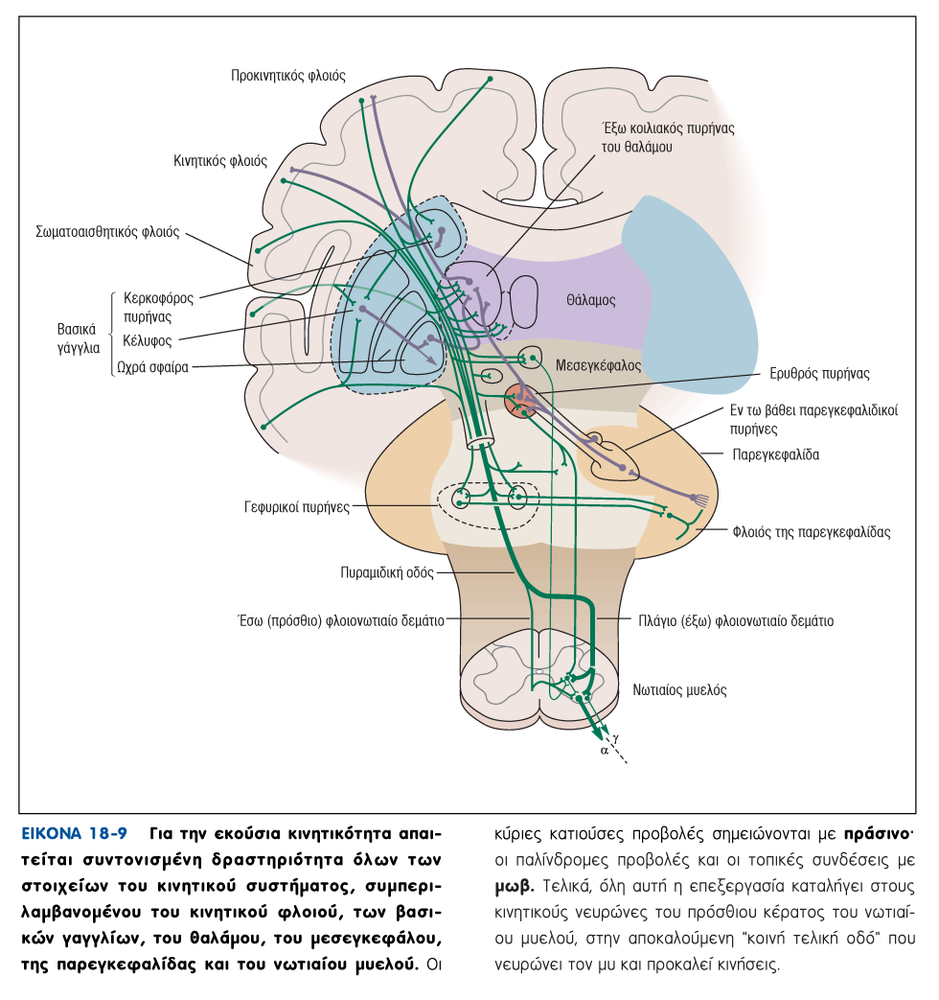 Προκινητικός φλοιός
Έξω κοιλιακός πυρήνας
του θαλάμου
Κινητικός φλοιός
Σωματοαισθητικός φλοιός
Βασικά
γάγγλια
Κερκοφόρος
πυρήνας
Κέλυφος
Ωχρά σφαίρα
Θάλαμος
Μεσεγκέφαλος
Ερυθρός πυρήνας
Εν τω βάθει παρεγκεφαλιδικοί
πυρήνες
Παρεγκεφαλίδα
Γεφυρικοί πυρήνες
Φλοιός της παρεγκεφαλίδας
Πυραμιδική οδός
Έσω (πρόσθιο) φλοιονωτιαίο δεμάτιο
Πλάγιο (έξω) φλοιονωτιαίο δεμάτιο
Νωτιαίος μυελός
γ
α
ΕΙΚΟΝΑ 18-9 Για την εκούσια κινητικότητα απαι-
τείται συντονισμένη δραστηριότητα όλων των
στοιχείων του κινητικού συστήματος, συμπερι-
λαμβανομένου του κινητικού φλοιού, των βασι-
κών γαγγλίων, του θαλάμου, του μεσεγκεφάλου,
της παρεγκεφαλίδας και του νωτιαίου μυελού. Οι
κύριες κατιούσες προβολές σημειώνονται με πράσινο·
οι παλίνδρομες προβολές και οι τοπικές συνδέσεις με
μωβ. Τελικά, όλη αυτή η επεξεργασία καταλήγει στους
κινητικούς νευρώνες του πρόσθιου κέρατος του νωτιαί-
ου μυελού, στην αποκαλούμενη "κοινή τελική οδό" που
νευρώνει τον μυ και προκαλεί κινήσεις.